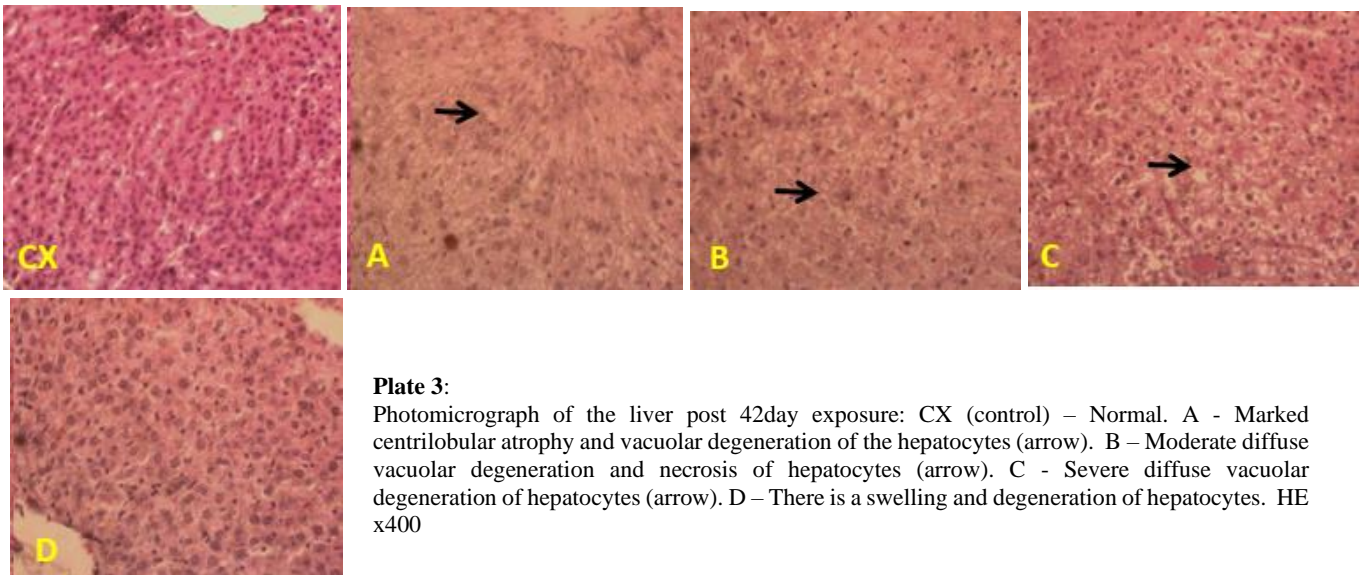 CX
A
B
C
D
Plate 3:
Photomicrograph of the liver post 42day exposure: CX (control) – Normal. A - Marked
centrilobular atrophy and vacuolar degeneration of the hepatocytes (arrow). B – Moderate diffuse
vacuolar degeneration and necrosis of hepatocytes (arrow). C - Severe diffuse vacuolar
degeneration of hepatocytes (arrow). D – There is a swelling and degeneration of hepatocytes. HE
x400